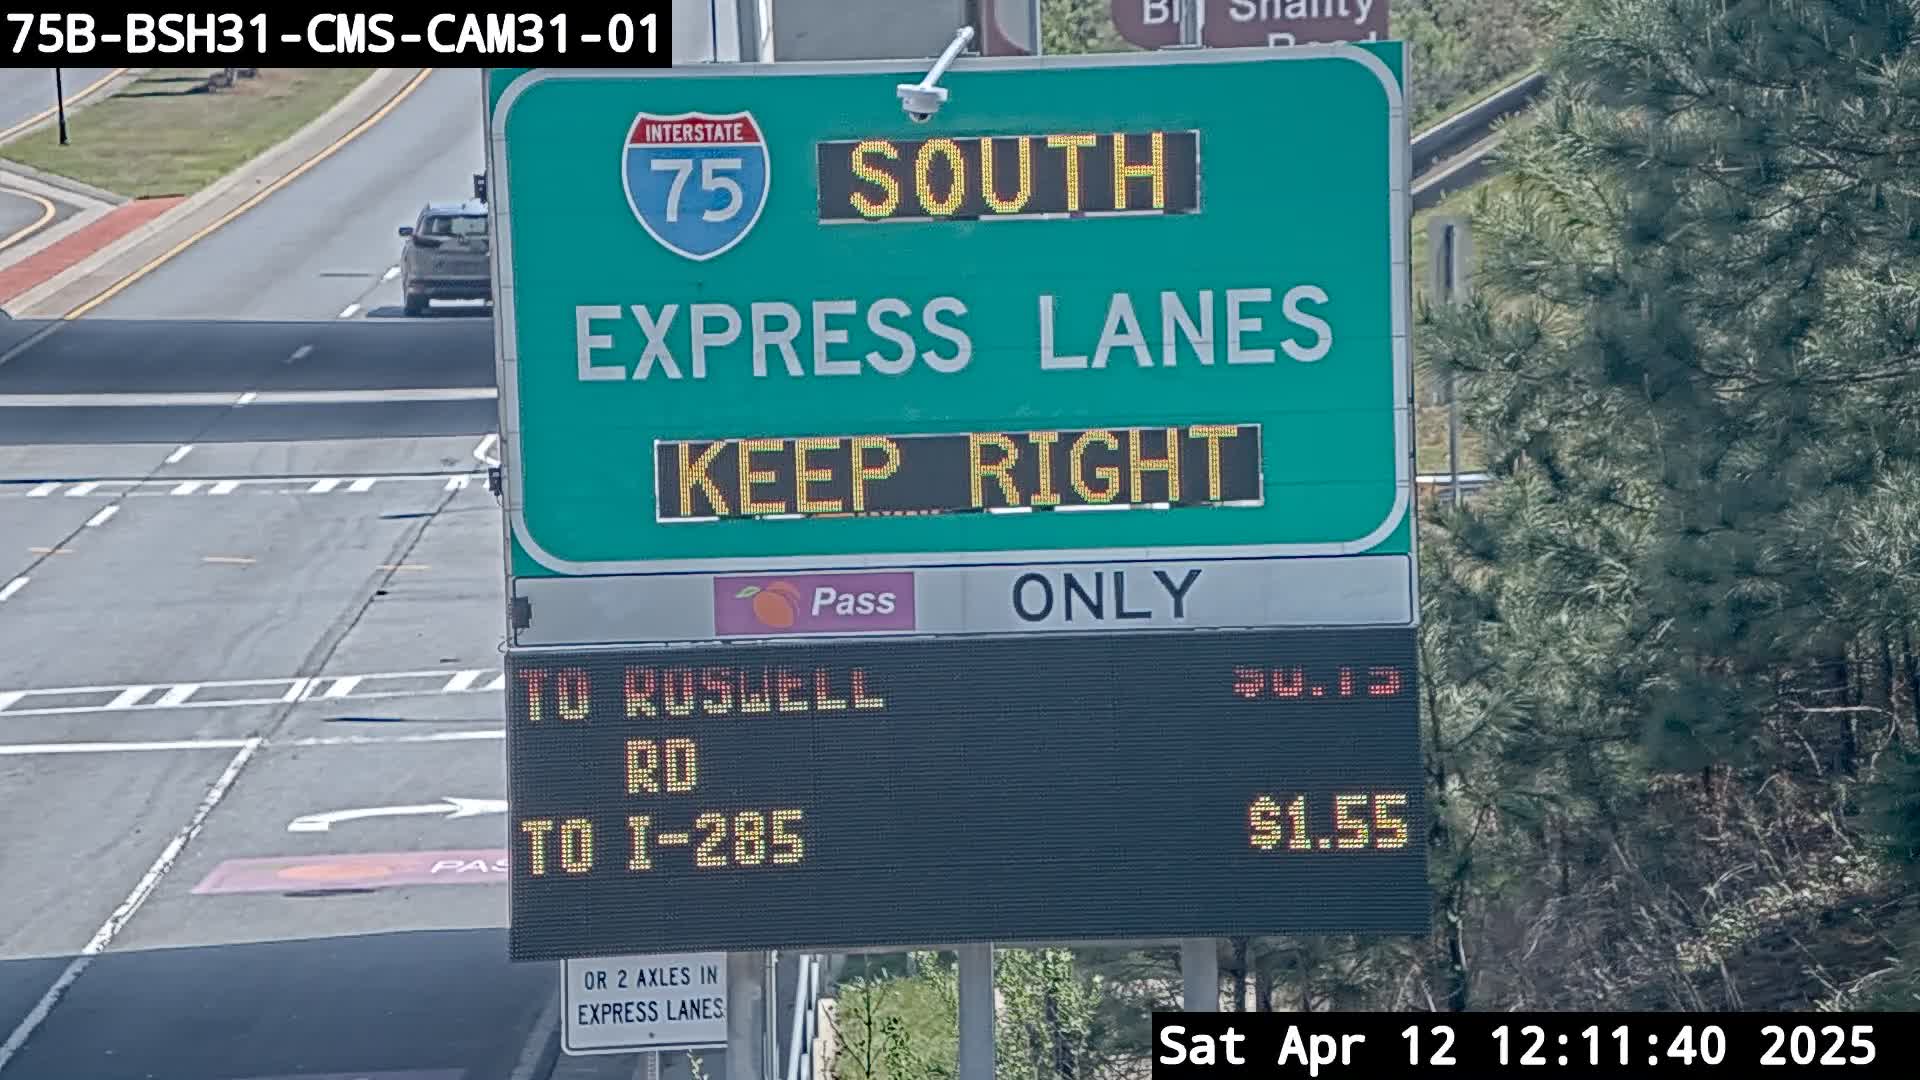 75B-BSH31-CMS-CAM31-01
Shanty
INTERSTATE
75
SOUTH
EXPRESS LANES
KEEP RIGHT
Pass
ONLY
TO ROSWELL
RD
TO I-285 $1.55
OR 2 AXLES IN
EXPRESS LANES
Sat Apr 12 12:11:40 2025